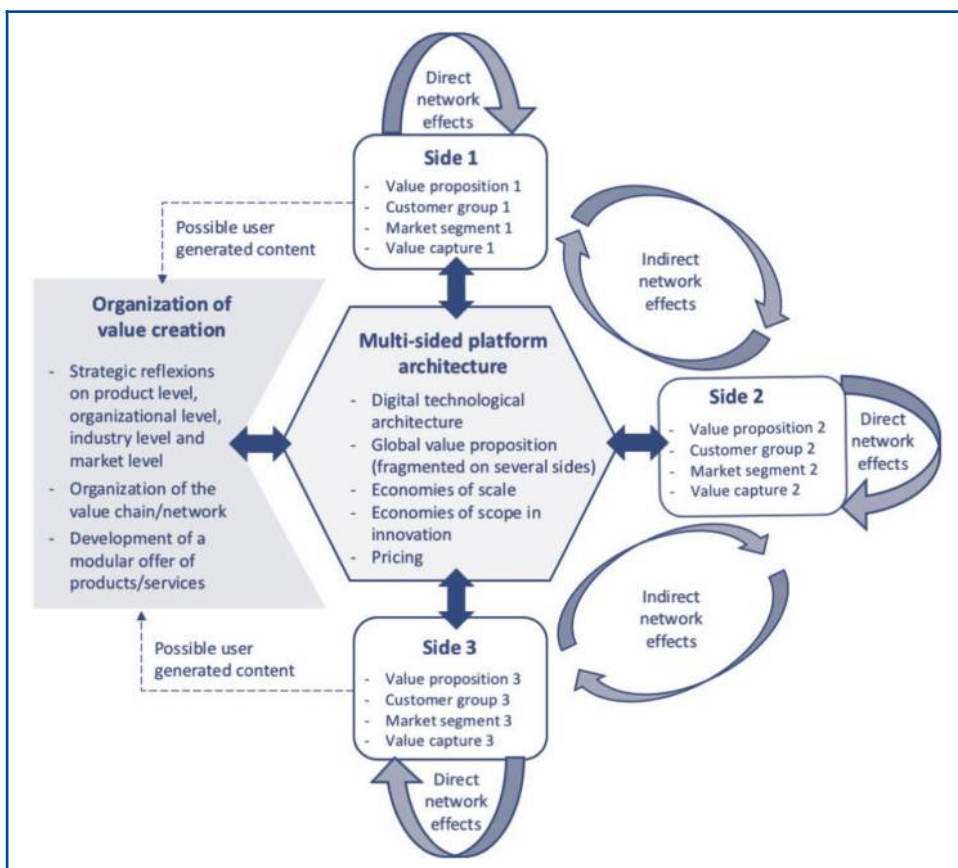 Direct
network
effects
Side 1
- Value proposition 1
- Customer group 1
- Market segment 1
- Value capture 1
Possible user
generated content
Indirect
network
effects
Organization of
value creation
- Strategic reflexions
on product level,
organizational level,
industry level and
market level
- Organization of the
value chain/network
- Development of a
modular offer of
products/services
Multi-sided platform
architecture
- Digital technological
architecture
- Global value proposition
(fragmented on several sides)
- Economies of scale
- Economies of scope in
innovation
- Pricing
Side 2
- Value proposition 2
- Customer group 2
- Market segment 2
- Value capture 2
Direct
network
effects
Indirect
network
effects
Possible user
generated content
Side 3
- Value proposition 3
- Customer group 3
- Market segment 3
- Value capture 3
Direct
network
effects